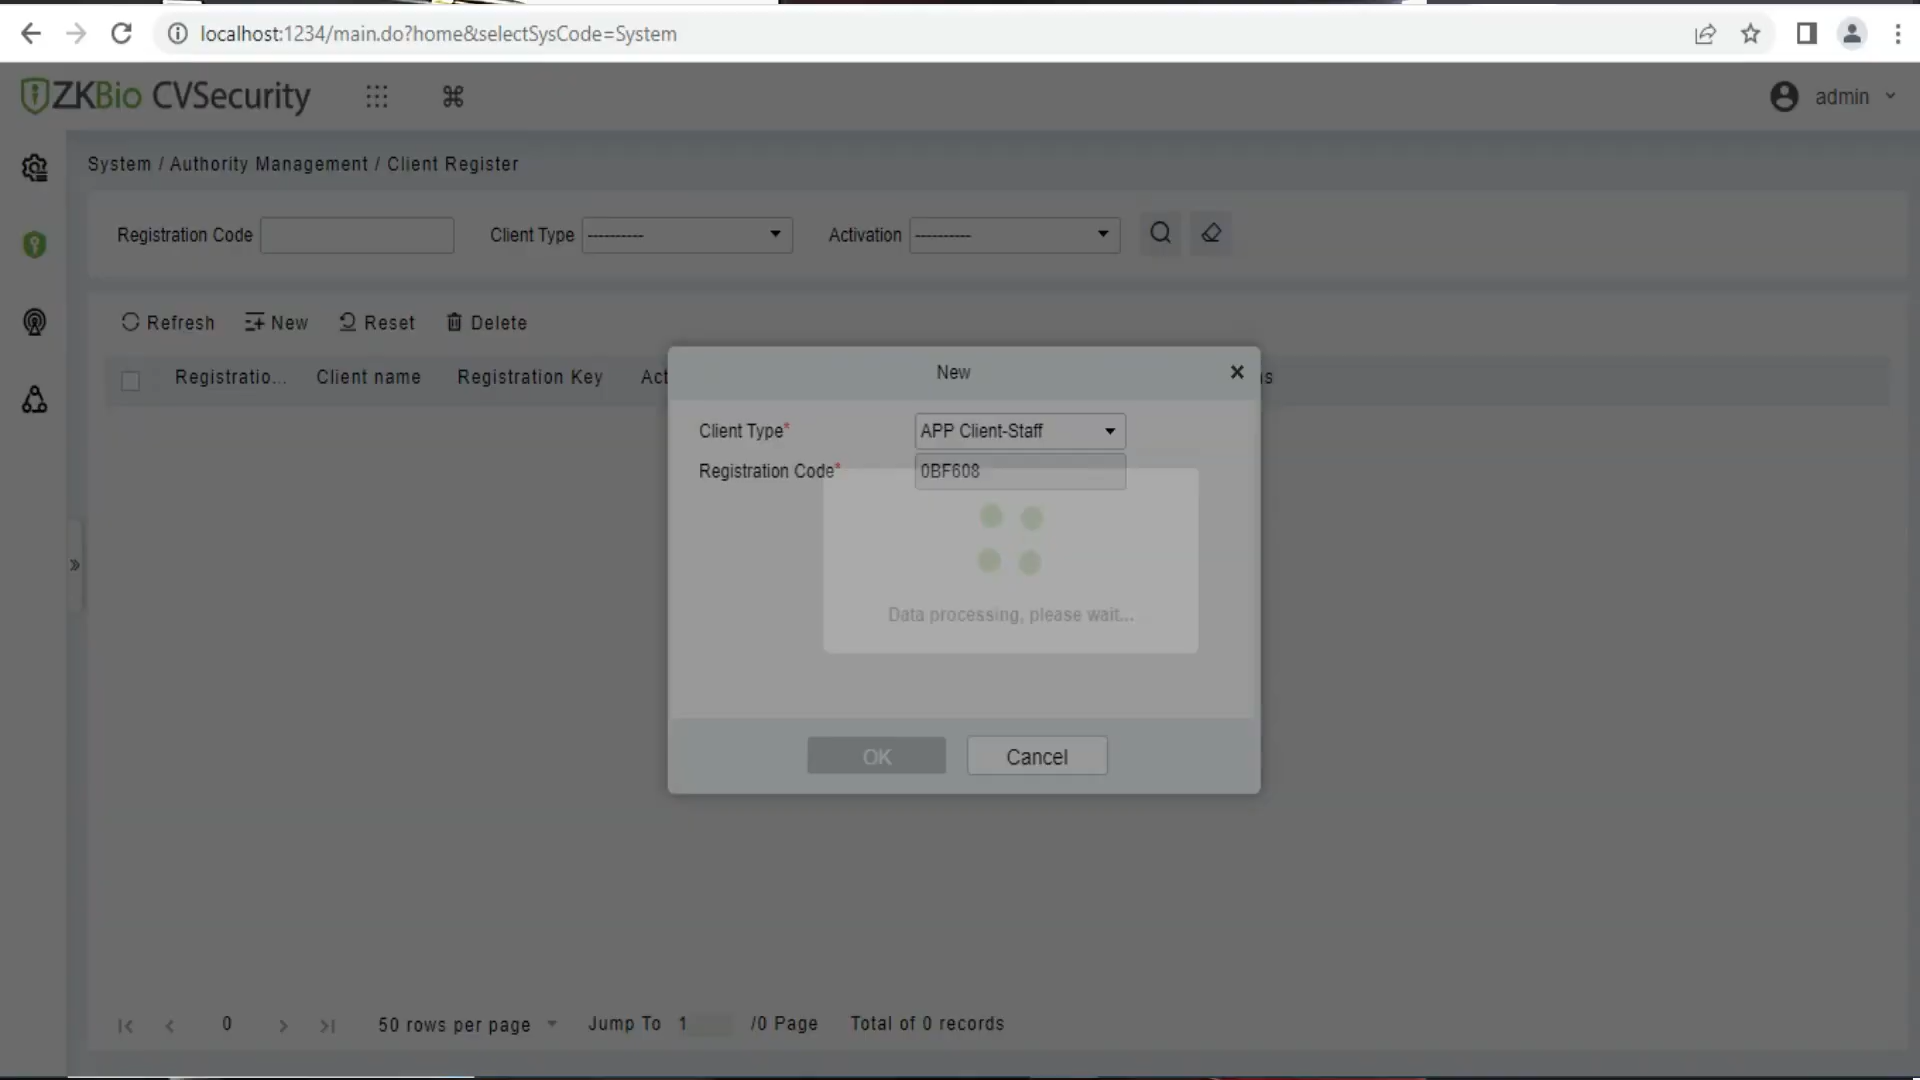 localhost:1234/main.do?home&selectSysCode=System
ZKBio CVSecurity
admin
System / Authority Management / Client Register
Registration Code
Client Type ----------
Activation ----------
Refresh New Reset Delete
Registratio... Client name Registration Key Act
ns
New
Client Type* APP Client-Staff
Registration Code* 0BF608
Data processing, please wait...
OK Cancel
0 50 rows per page Jump To 1 /0 Page Total of 0 records